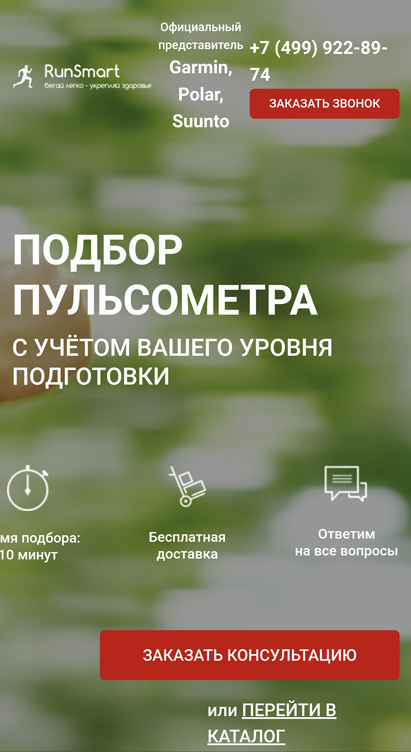 Официальный
представитель
Garmin,
Polar,
Suunto
+7 (499) 922-89-
74
RunSmart
бегай легко - укрепляй здоровье
ЗАКАЗАТЬ ЗВОНОК
ПОДБОР
ПУЛЬСОМЕТРА
С УЧЁТОМ ВАШЕГО УРОВНЯ
ПОДГОТОВКИ
мя подбора:
10 минут
Бесплатная
доставка
Ответим
на все вопросы
ЗАКАЗАТЬ КОНСУЛЬТАЦИЮ
или ПЕРЕЙТИ В
КАТАЛОГ